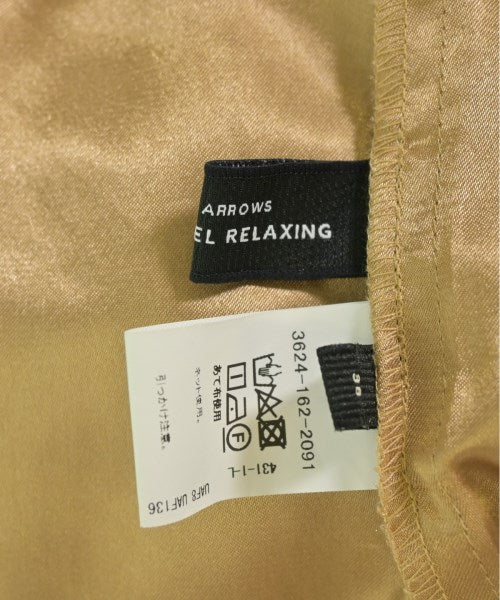 ARROWS
EL RELAXING
38
3624-162-2091
F
あて布使用
ネット使用。
引っかけ注意。
431-1-L
UAF8 UAF136